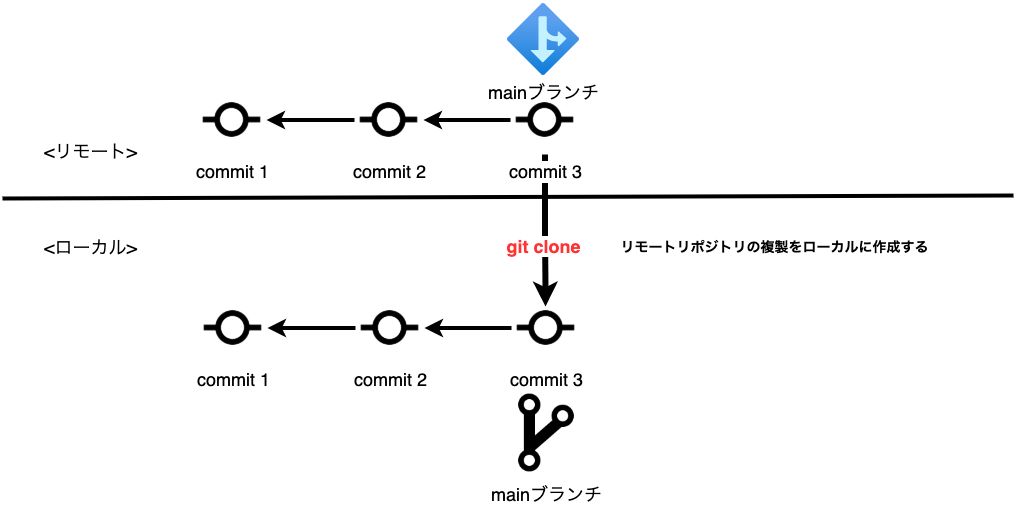 mainブランチ
<リモート>
commit 1
commit 2
commit 3
<ローカル>
git clone
リモートリポジトリの複製をローカルに作成する
commit 1
commit 2
commit 3
mainブランチ